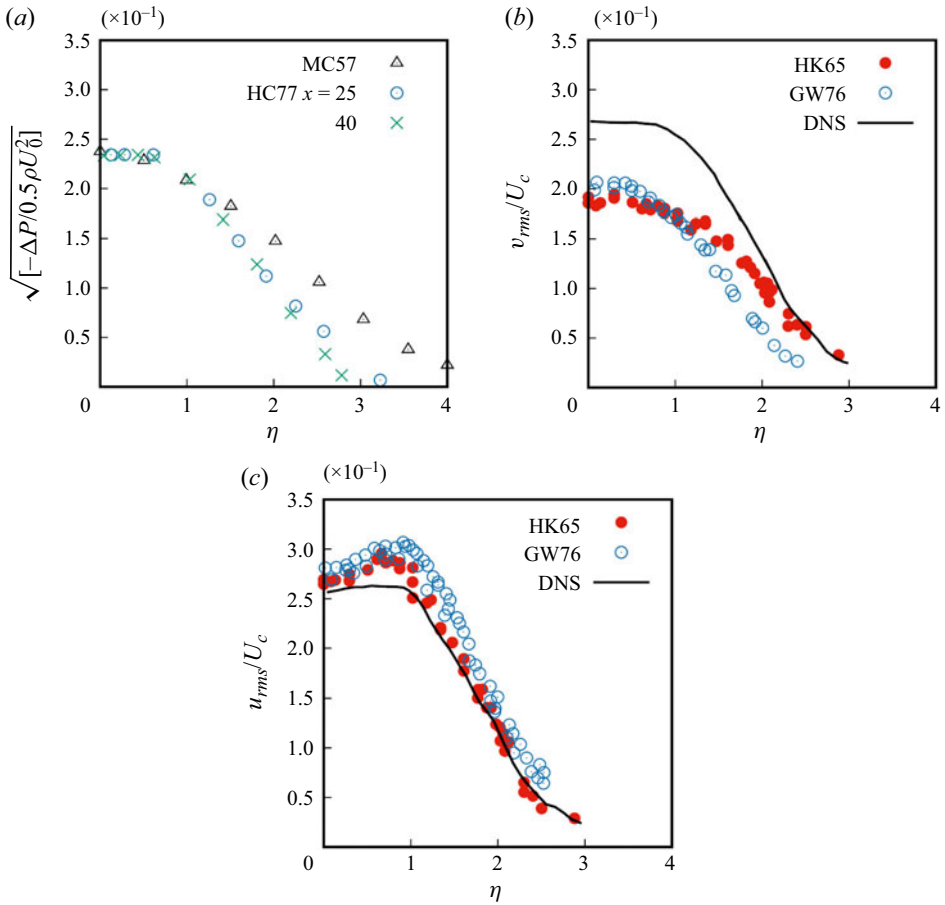 (a)
(×10⁻¹)
3.5
3.0
2.5
2.0
1.5
1.0
0.5
0
1
2
3
4
η
√[−ΔP/0.5ρU₀²]
MC57
HC77 x = 25
40
(b)
(×10⁻¹)
3.5
3.0
2.5
2.0
1.5
1.0
0.5
0
1
2
3
4
η
v_rms/U_c
HK65
GW76
DNS
(c)
(×10⁻¹)
3.5
3.0
2.5
2.0
1.5
1.0
0.5
0
1
2
3
4
η
u_rms/U_c
HK65
GW76
DNS